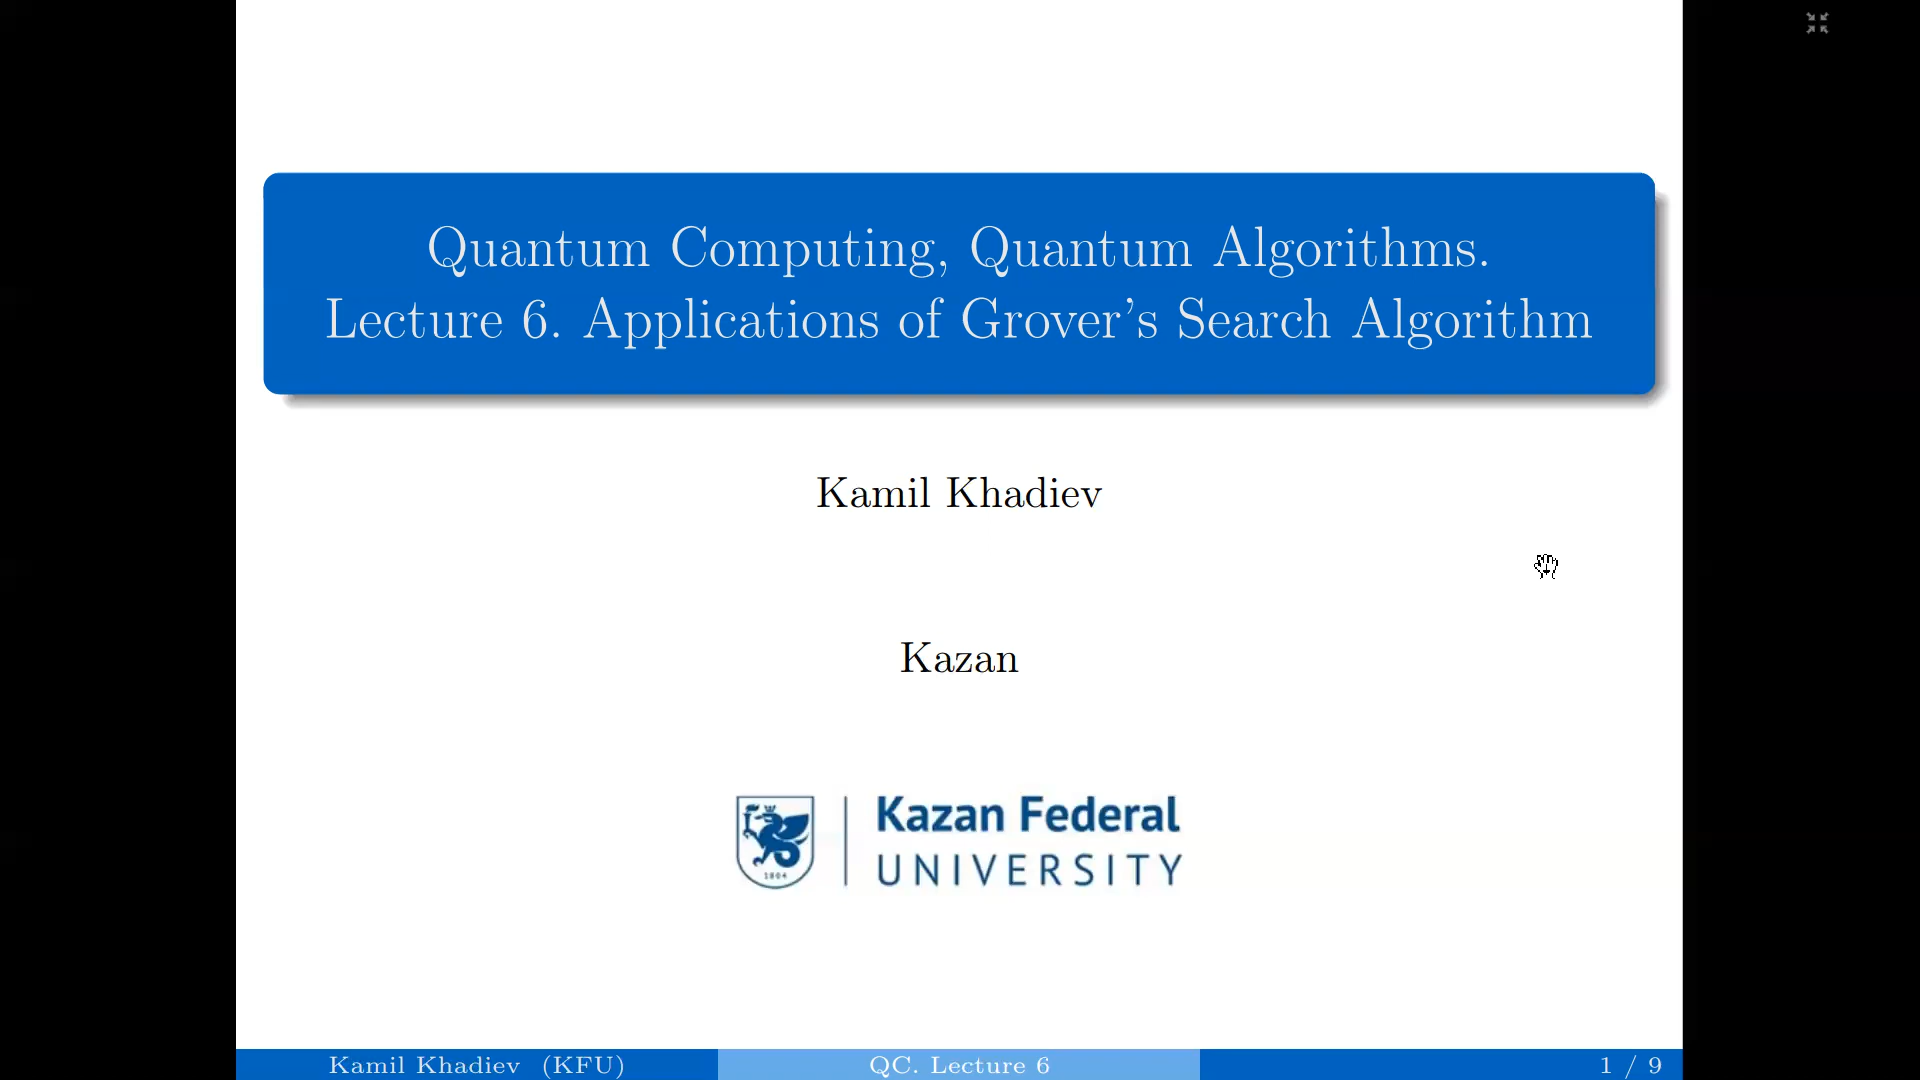 Quantum Computing, Quantum Algorithms.
Lecture 6. Applications of Grover's Search Algorithm
Kamil Khadiev
Kazan
1804
Kazan Federal
UNIVERSITY
Kamil Khadiev (KFU)
QC. Lecture 6
1 / 9